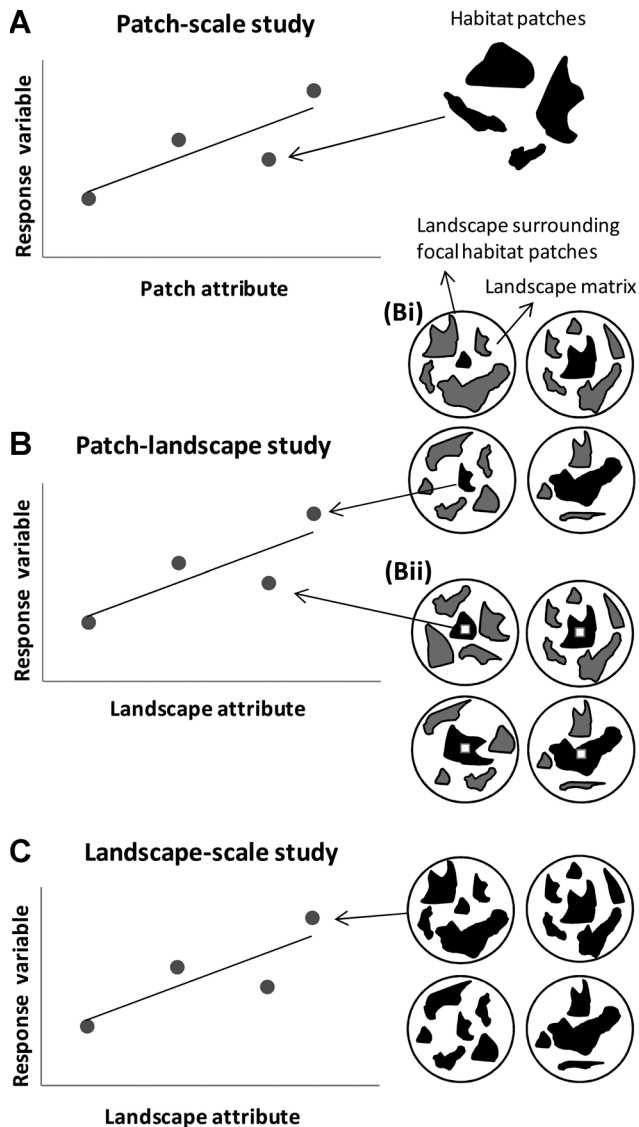 A
Patch-scale study
Habitat patches
Response variable
Patch attribute
Landscape surrounding
focal habitat patches
Landscape matrix
(Bi)
B
Patch-landscape study
Response variable
Landscape attribute
(Bii)
C
Landscape-scale study
Response variable
Landscape attribute